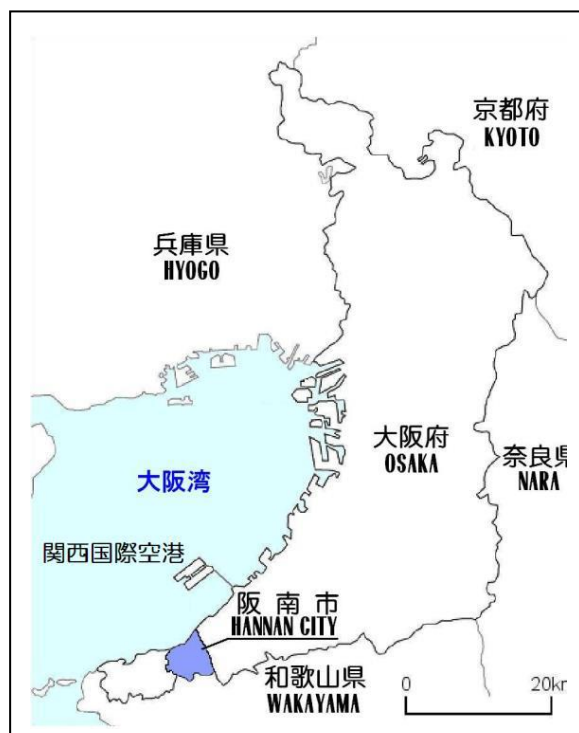 京都府
KYOTO
兵庫県
HYOGO
大阪府
OSAKA
奈良県
NARA
大阪湾
関西国際空港
阪南市
HANNAN CITY
和歌山県
WAKAYAMA
0 20km